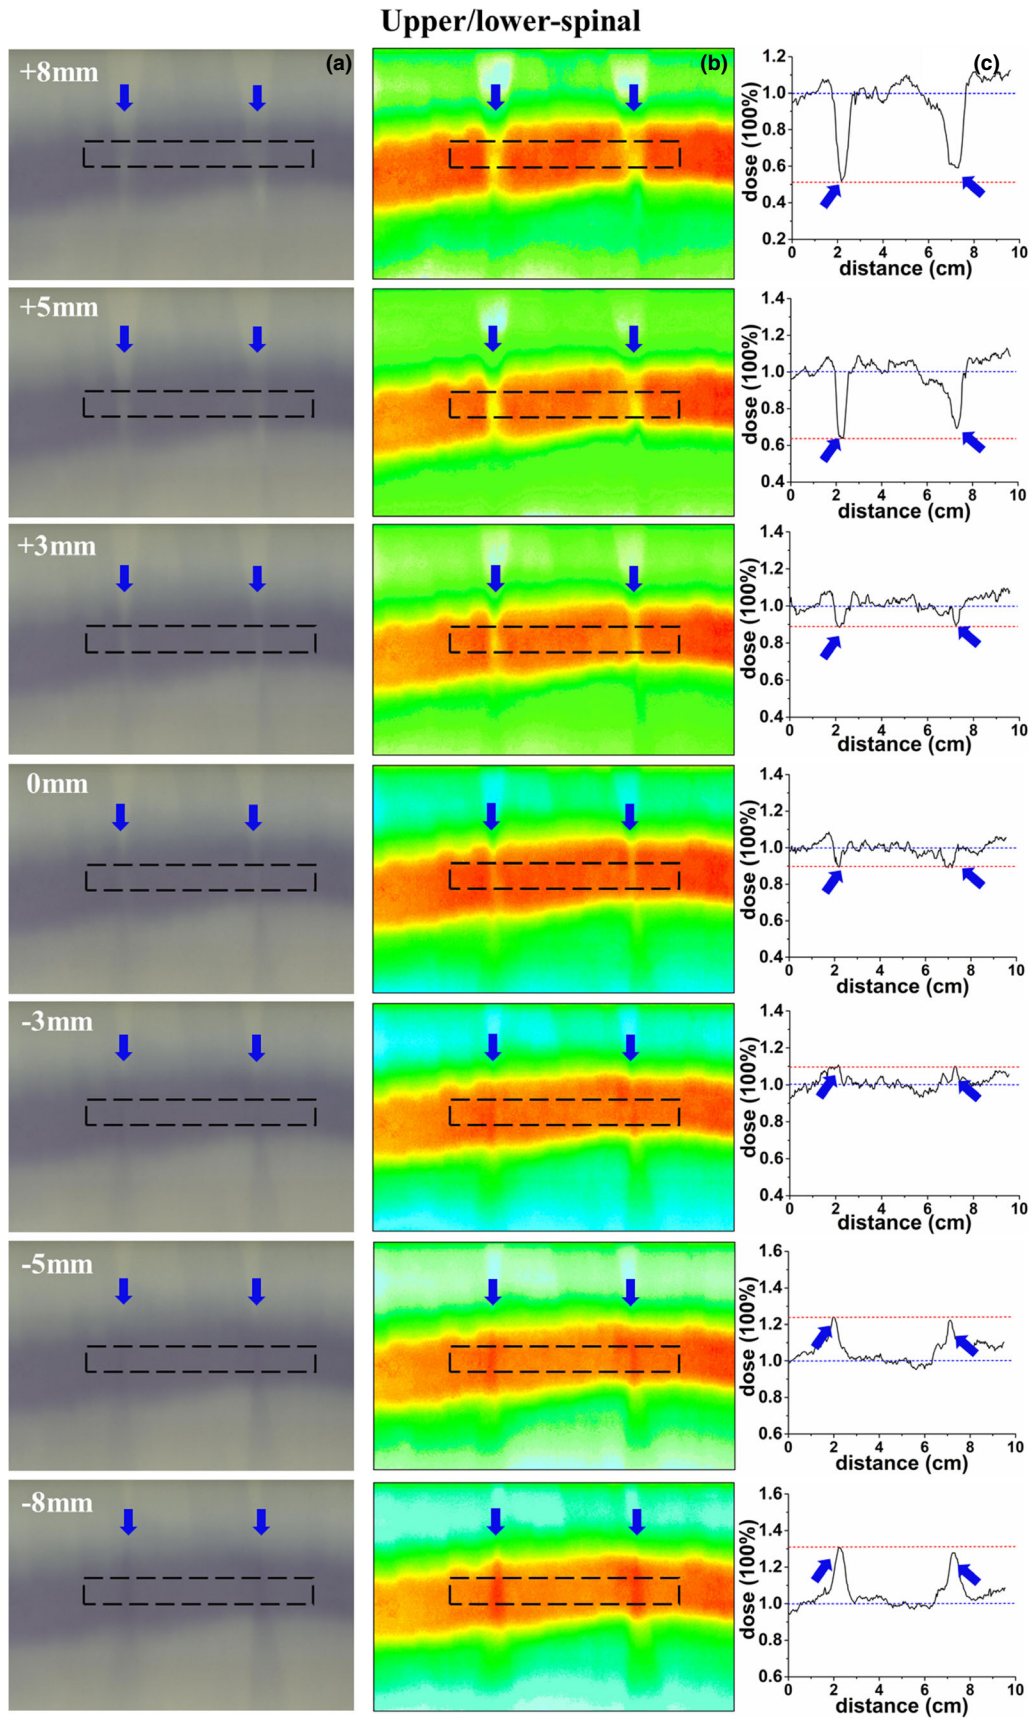 Upper/lower-spinal
+8mm
(a)
(b)
(c)
dose (100%)
1.2
1.0
0.8
0.6
0.4
0.2
0 2 4 6 8 10
distance (cm)
+5mm
dose (100%)
1.4
1.2
1.0
0.8
0.6
0.4
0 2 4 6 8 10
distance (cm)
+3mm
dose (100%)
1.4
1.2
1.0
0.8
0.6
0.4
0 2 4 6 8 10
distance (cm)
0mm
dose (100%)
1.4
1.2
1.0
0.8
0.6
0.4
0 2 4 6 8 10
distance (cm)
-3mm
dose (100%)
1.4
1.2
1.0
0.8
0.6
0.4
0 2 4 6 8 10
distance (cm)
-5mm
dose (100%)
1.6
1.4
1.2
1.0
0.8
0.6
0 2 4 6 8 10
distance (cm)
-8mm
dose (100%)
1.6
1.4
1.2
1.0
0.8
0.6
0 2 4 6 8 10
distance (cm)